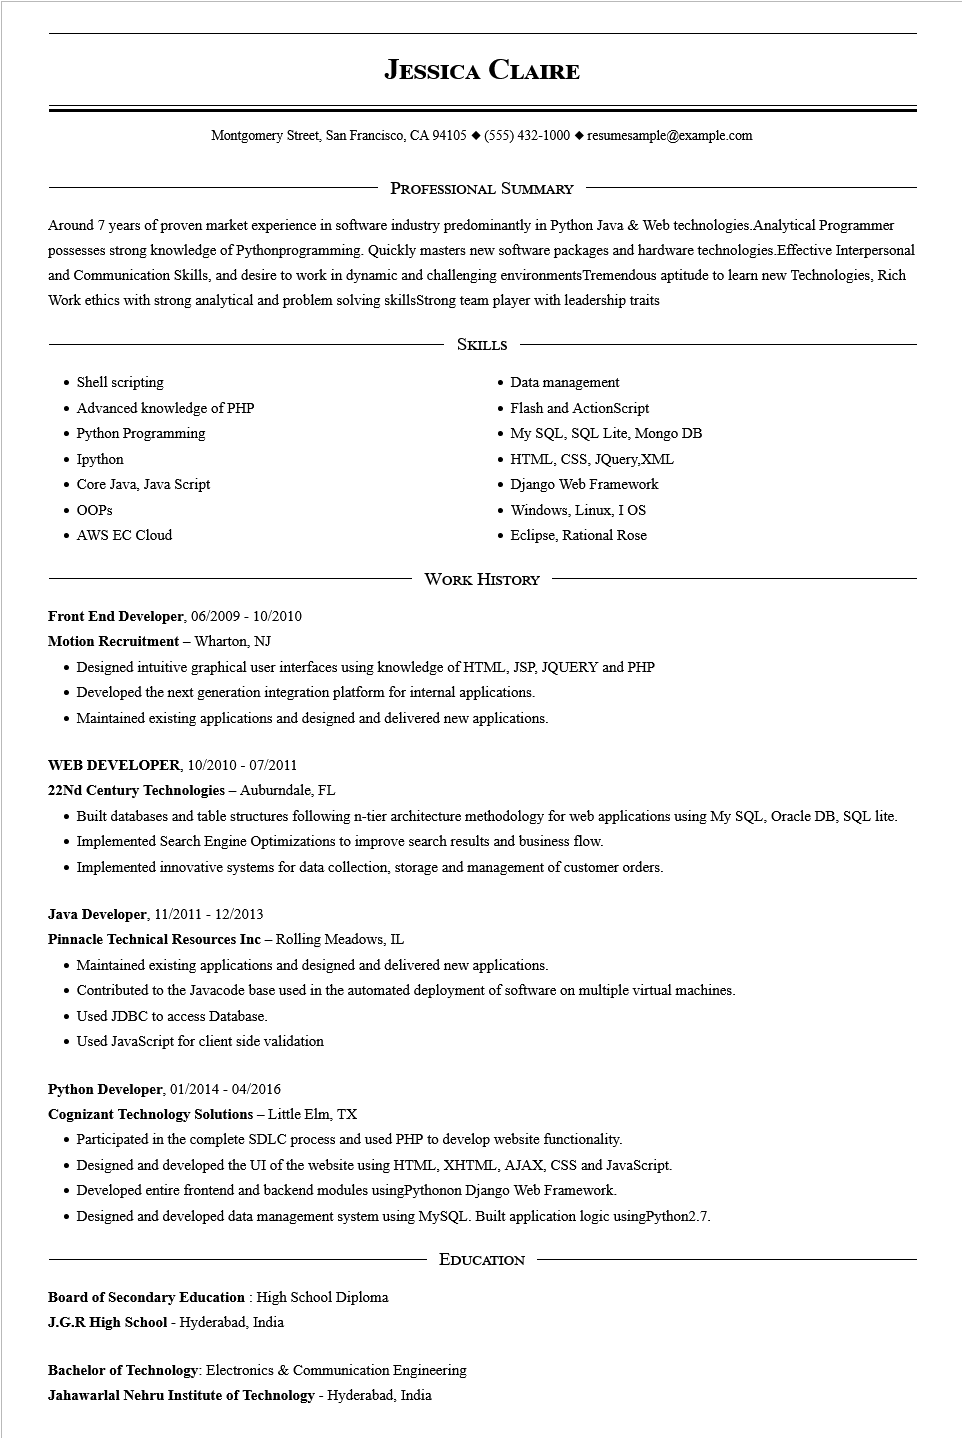 Jessica Claire
Montgomery Street, San Francisco, CA 94105 ◆ (555) 432-1000 ◆ resumesample@example.com
Professional Summary
Around 7 years of proven market experience in software industry predominantly in Python Java & Web technologies.Analytical Programmer
possesses strong knowledge of Pythonprogramming. Quickly masters new software packages and hardware technologies.Effective Interpersonal
and Communication Skills, and desire to work in dynamic and challenging environmentsTremendous aptitude to learn new Technologies, Rich
Work ethics with strong analytical and problem solving skillsStrong team player with leadership traits
Skills
• Shell scripting
• Advanced knowledge of PHP
• Python Programming
• Ipython
• Core Java, Java Script
• OOPs
• AWS EC Cloud
• Data management
• Flash and ActionScript
• My SQL, SQL Lite, Mongo DB
• HTML, CSS, JQuery,XML
• Django Web Framework
• Windows, Linux, I OS
• Eclipse, Rational Rose
Work History
Front End Developer, 06/2009 - 10/2010
Motion Recruitment – Wharton, NJ
• Designed intuitive graphical user interfaces using knowledge of HTML, JSP, JQUERY and PHP
• Developed the next generation integration platform for internal applications.
• Maintained existing applications and designed and delivered new applications.
WEB DEVELOPER, 10/2010 - 07/2011
22Nd Century Technologies – Auburndale, FL
• Built databases and table structures following n-tier architecture methodology for web applications using My SQL, Oracle DB, SQL lite.
• Implemented Search Engine Optimizations to improve search results and business flow.
• Implemented innovative systems for data collection, storage and management of customer orders.
Java Developer, 11/2011 - 12/2013
Pinnacle Technical Resources Inc – Rolling Meadows, IL
• Maintained existing applications and designed and delivered new applications.
• Contributed to the Javacode base used in the automated deployment of software on multiple virtual machines.
• Used JDBC to access Database.
• Used JavaScript for client side validation
Python Developer, 01/2014 - 04/2016
Cognizant Technology Solutions – Little Elm, TX
• Participated in the complete SDLC process and used PHP to develop website functionality.
• Designed and developed the UI of the website using HTML, XHTML, AJAX, CSS and JavaScript.
• Developed entire frontend and backend modules usingPythonon Django Web Framework.
• Designed and developed data management system using MySQL. Built application logic usingPython2.7.
Education
Board of Secondary Education : High School Diploma
J.G.R High School - Hyderabad, India
Bachelor of Technology: Electronics & Communication Engineering
Jahawarlal Nehru Institute of Technology - Hyderabad, India